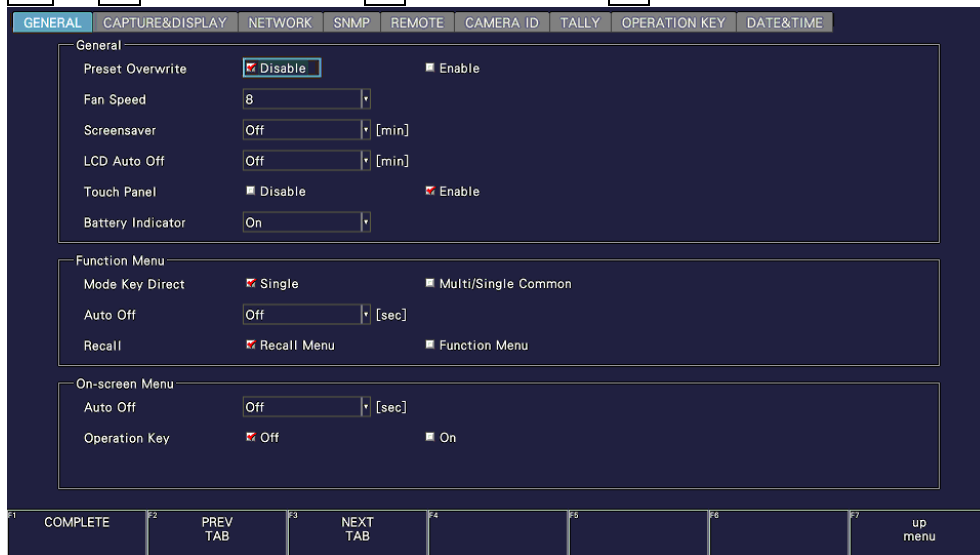 GENERAL CAPTURE&DISPLAY NETWORK SNMP REMOTE CAMERA ID TALLY OPERATION KEY DATE&TIME
General
Preset Overwrite Disable Enable
Fan Speed 8
Screensaver Off [min]
LCD Auto Off Off [min]
Touch Panel Disable Enable
Battery Indicator On
Function Menu
Mode Key Direct Single Multi/Single Common
Auto Off Off [sec]
Recall Recall Menu Function Menu
On-screen Menu
Auto Off Off [sec]
Operation Key Off On
F1 COMPLETE F2 PREV F3 NEXT F4 F5 F6 F7 up
TAB TAB menu